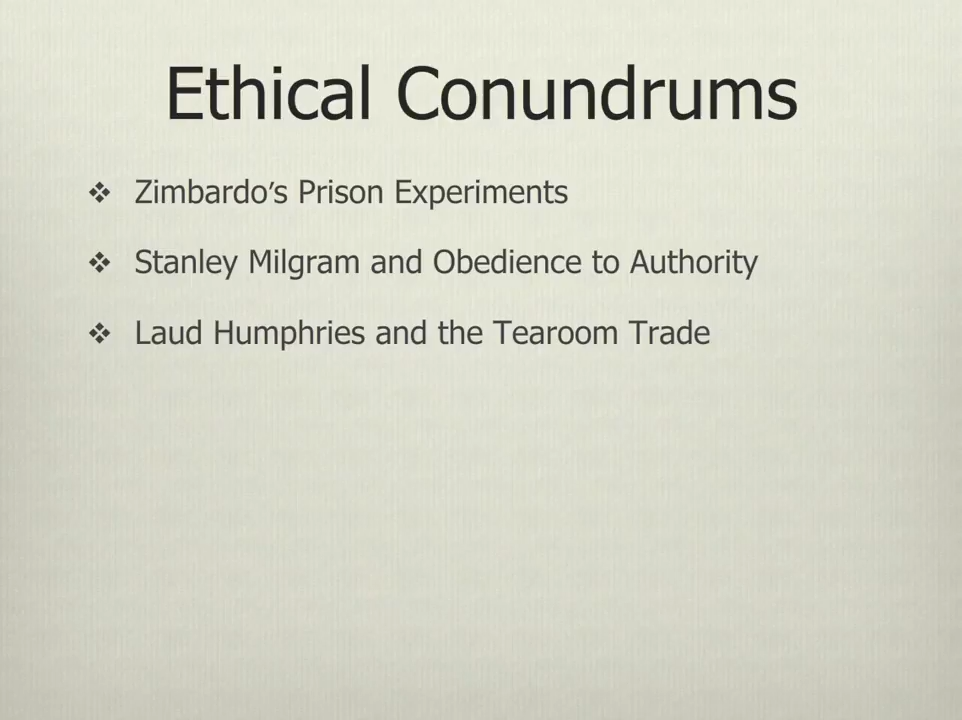 Ethical Conundrums
❖ Zimbardo’s Prison Experiments
❖ Stanley Milgram and Obedience to Authority
❖ Laud Humphries and the Tearoom Trade